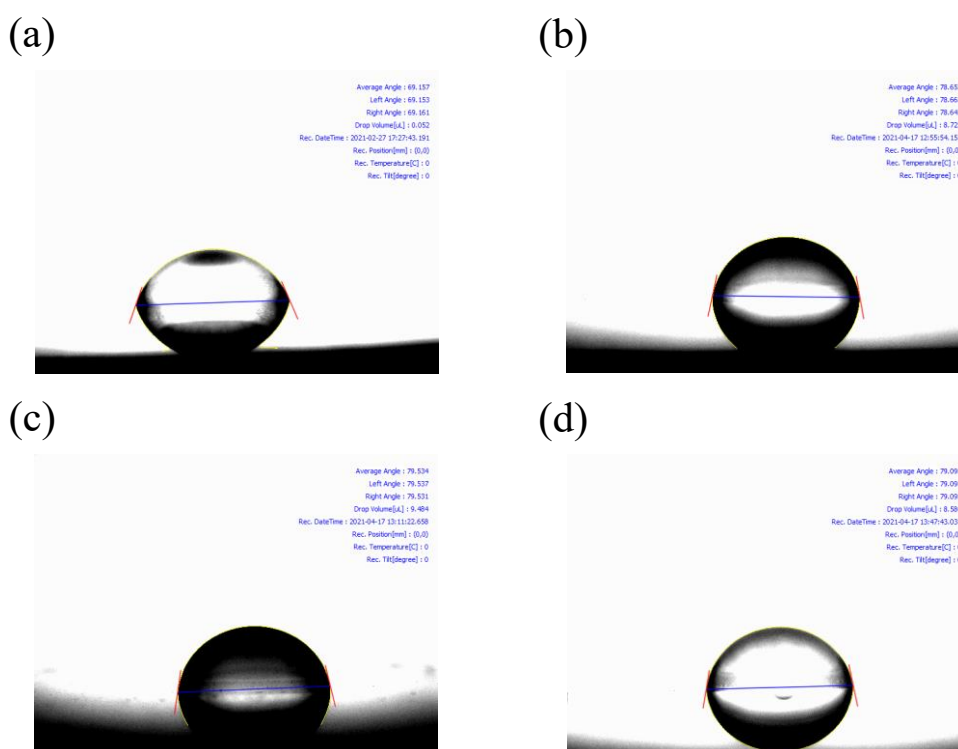 (a)
(b)
Average Angle : 69.157
Left Angle : 69.153
Right Angle : 69.161
Drop Volume[uL] : 0.052
Rec. DateTime : 2021-02-27 17:27:43.191
Rec. Position[mm] : (0,0)
Rec. Temperature[C] : 0
Rec. Tilt[degree] : 0
Average Angle : 78.65
Left Angle : 78.66
Right Angle : 78.64
Drop Volume[uL] : 8.72
Rec. DateTime : 2021-04-17 12:55:54.15
Rec. Position[mm] : (0,0
Rec. Temperature[C] :
Rec. Tilt[degree] :
(c)
(d)
Average Angle : 79.534
Left Angle : 79.537
Right Angle : 79.531
Drop Volume[uL] : 9.484
Rec. DateTime : 2021-04-17 13:11:22.658
Rec. Position[mm] : (0,0)
Rec. Temperature[C] : 0
Rec. Tilt[degree] : 0
Average Angle : 79.09
Left Angle : 79.09
Right Angle : 79.09
Drop Volume[uL] : 8.58
Rec. DateTime : 2021-04-17 13:47:43.03
Rec. Position[mm] : (0,0
Rec. Temperature[C] :
Rec. Tilt[degree] :